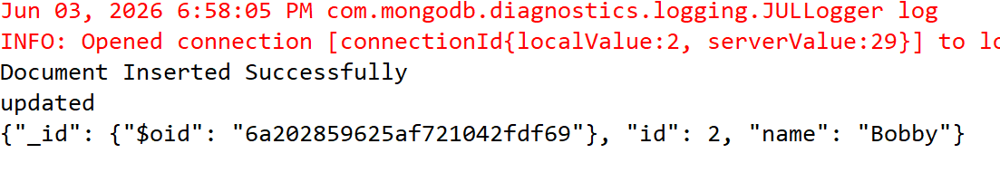 Jun 03, 2026 6:58:05 PM com.mongodb.diagnostics.logging.JULLogger log
INFO: Opened connection [connectionId{localValue:2, serverValue:29}] to
Document Inserted Successfully
updated
{"_id": {"$oid": "6a202859625af721042fdf69"}, "id": 2, "name": "Bobby"}